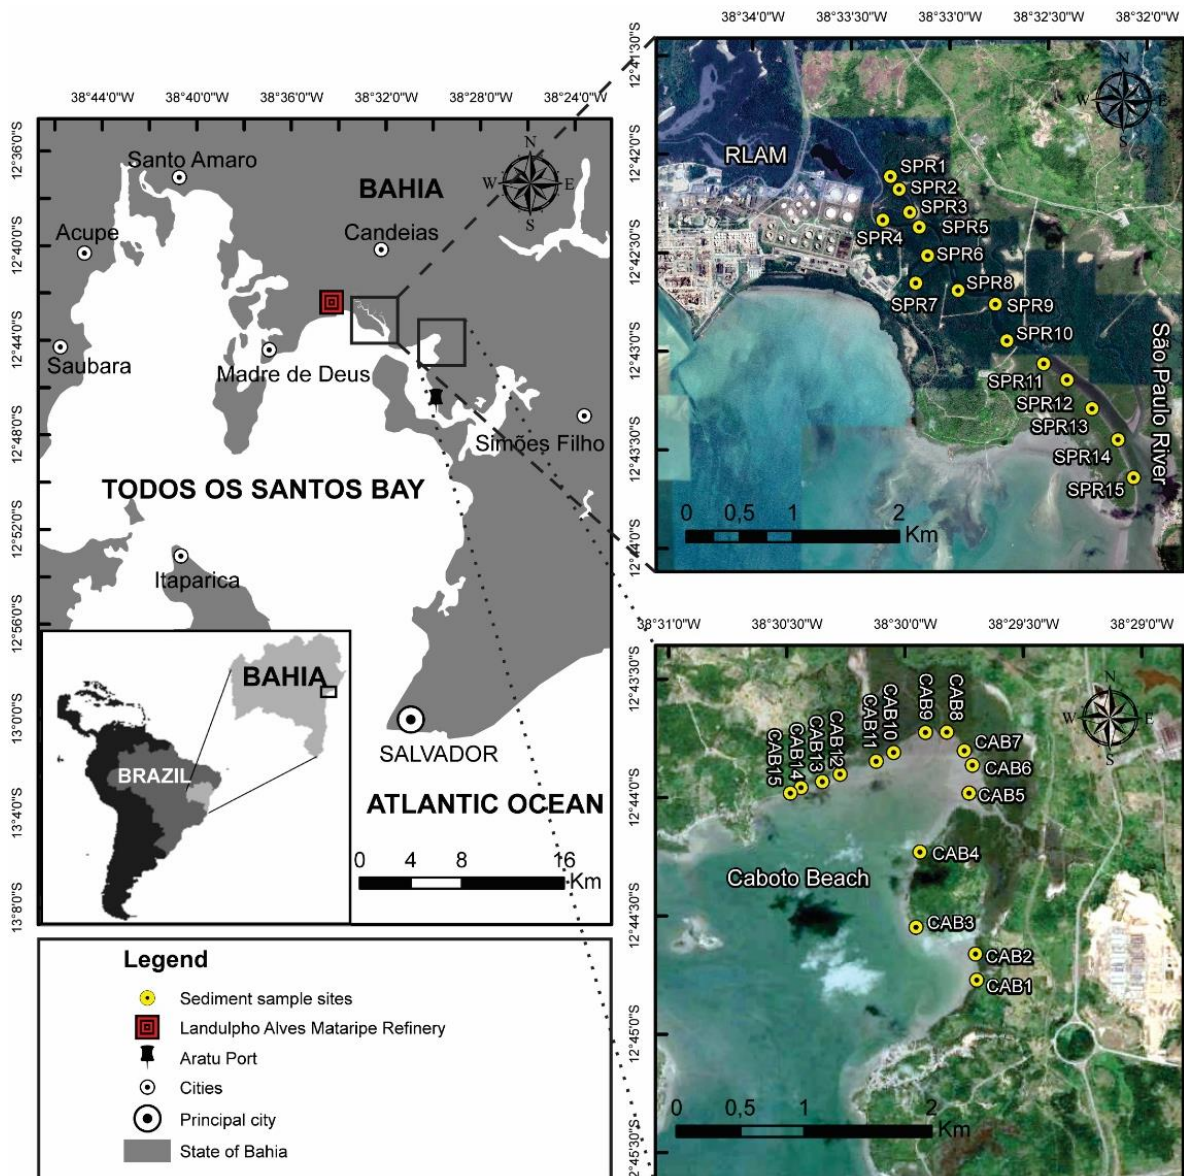 38°44'0"W 38°40'0"W 38°36'0"W 38°32'0"W 38°28'0"W 38°24'0"W
12°36'0"S
12°40'0"S
12°44'0"S
12°48'0"S
12°52'0"S
12°56'0"S
13°0'0"S
13°4'0"S
13°8'0"S
Santo Amaro
N
W E
S
BAHIA
Acupe
Candeias
Saubara
Madre de Deus
Simões Filho
TODOS OS SANTOS BAY
Itaparica
SALVADOR
ATLANTIC OCEAN
0 4 8 16
Km
BAHIA
BRAZIL
Legend
Sediment sample sites
Landulpho Alves Mataripe Refinery
Aratu Port
Cities
Principal city
State of Bahia
38°34'0"W 38°33'30"W 38°33'0"W 38°32'30"W 38°32'0"W
12°41'30"S
12°42'0"S
12°42'30"S
12°43'0"S
12°43'30"S
12°44'0"S
N
W E
S
RLAM
SPR1
SPR2
SPR3
SPR4
SPR5
SPR6
SPR7
SPR8
SPR9
SPR10
SPR11
SPR12
SPR13
SPR14
SPR15
São Paulo River
0 0,5 1 2
Km
38°31'0"W 38°30'30"W 38°30'0"W 38°29'30"W 38°29'0"W
12°43'30"S
12°44'0"S
12°44'30"S
12°45'0"S
12°45'30"S
N
W E
S
CAB15
CAB14
CAB13
CAB12
CAB11
CAB10
CAB9
CAB8
CAB7
CAB6
CAB5
CAB4
Caboto Beach
CAB3
CAB2
CAB1
0 0,5 1 2
Km